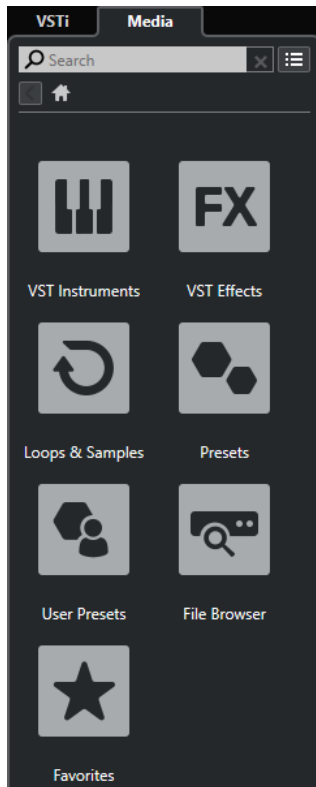 VSTi Media
Search
VST Instruments
FX
VST Effects
Loops & Samples Presets
User Presets File Browser
Favorites